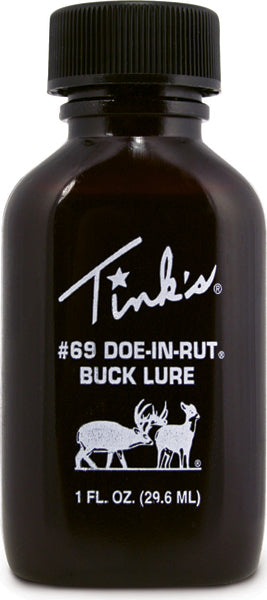 Tink's®
#69 DOE-IN-RUT®
BUCK LURE
®
1 FL. OZ. (29.6 ML)